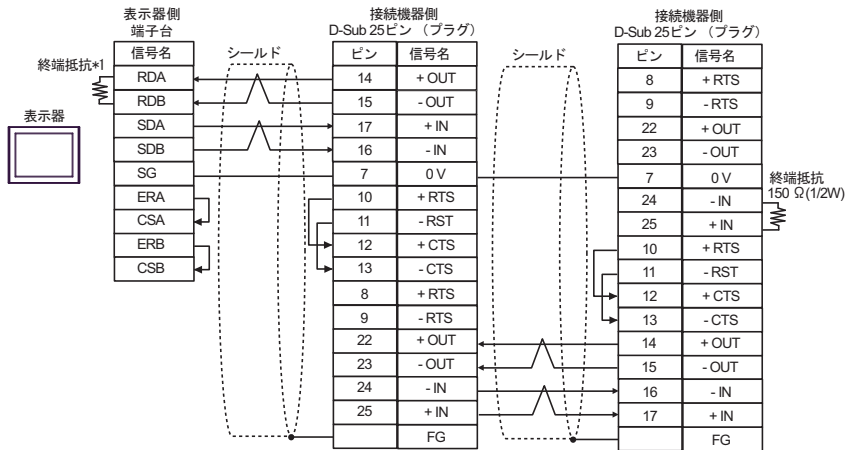 表示器側
端子台
信号名
終端抵抗*1
RDA
RDB
SDA
SDB
SG
ERA
CSA
ERB
CSB
表示器
シールド
接続機器側
D-Sub 25ピン （プラグ）
ピン 信号名
14 + OUT
15 - OUT
17 + IN
16 - IN
7 0 V
10 + RTS
11 - RST
12 + CTS
13 - CTS
8 + RTS
9 - RTS
22 + OUT
23 - OUT
24 - IN
25 + IN
FG
シールド
接続機器側
D-Sub 25ピン （プラグ）
ピン 信号名
8 + RTS
9 - RTS
22 + OUT
23 - OUT
7 0 V
24 - IN
25 + IN
10 + RTS
11 - RST
12 + CTS
13 - CTS
14 + OUT
15 - OUT
16 - IN
17 + IN
FG
終端抵抗
150 Ω(1/2W)